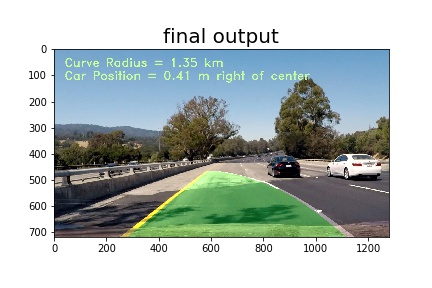 final output
Curve Radius = 1.35 km
Car Position = 0.41 m right of center
0
100
200
300
400
500
600
700
0 200 400 600 800 1000 1200